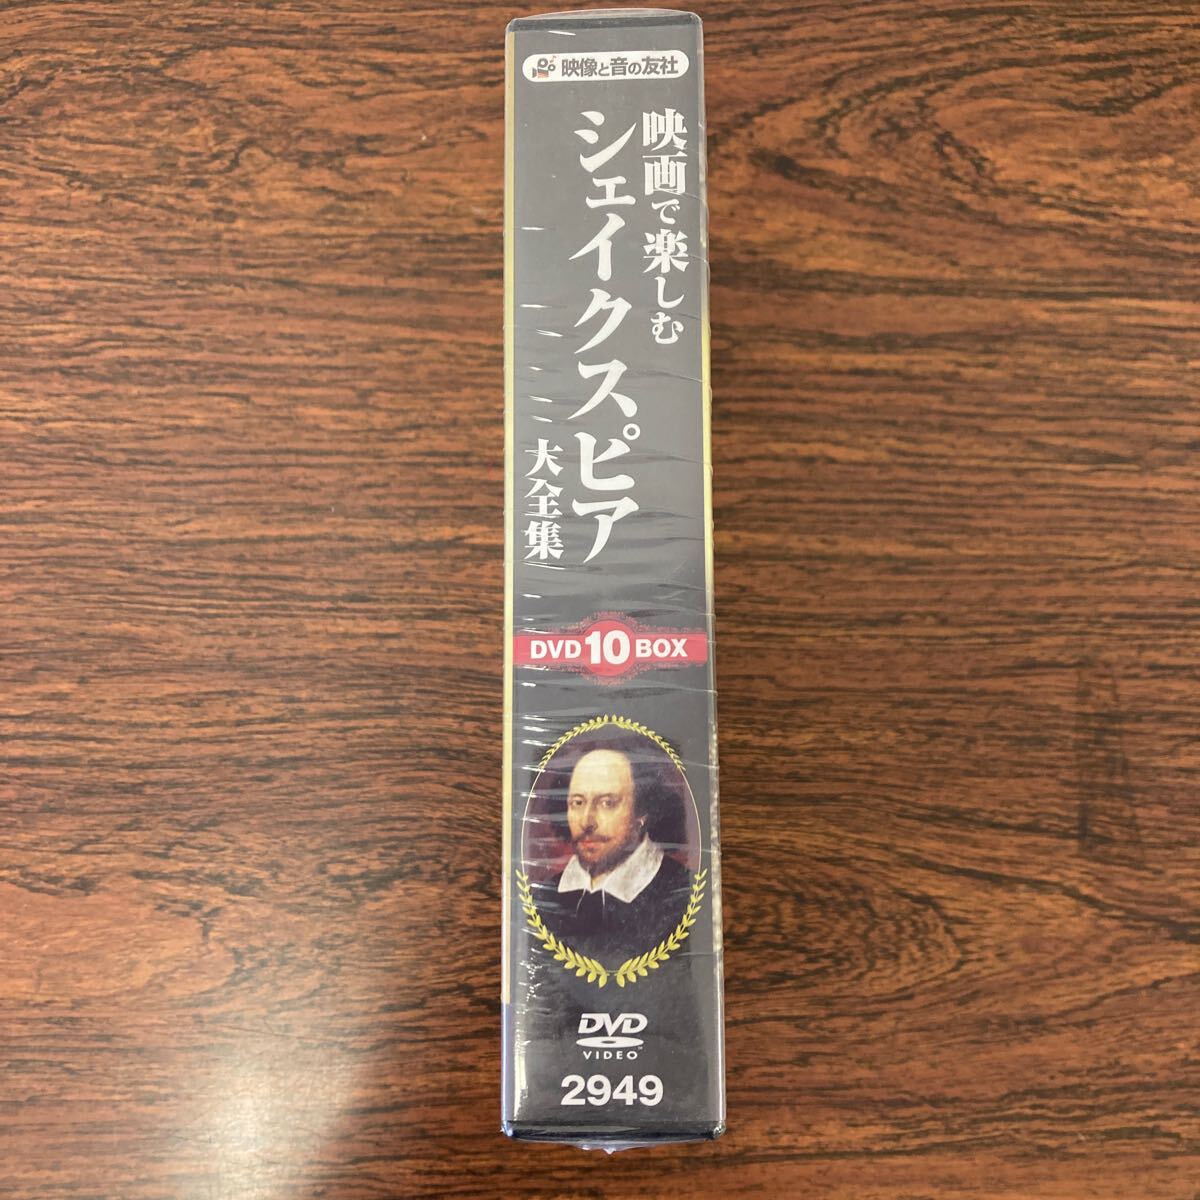 映像と音の友社
映画で楽しむ
シェイクスピア
大全集
DVD 10 BOX
DVD
VIDEO™
2949